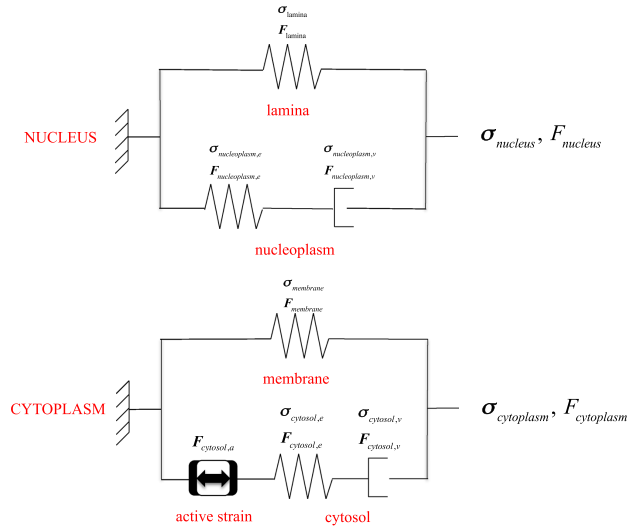 σlamina
Flamina
lamina
NUCLEUS
σnucleus, Fnucleus
σnucleoplasm,e σnucleoplasm,v
Fnucleoplasm,e Fnucleoplasm,v
nucleoplasm
σmembrane
Fmembrane
membrane
CYTOPLASM
σcytoplasm, Fcytoplasm
σcytosol,e σcytosol,v
Fcytosol,a Fcytosol,e Fcytosol,v
active strain cytosol